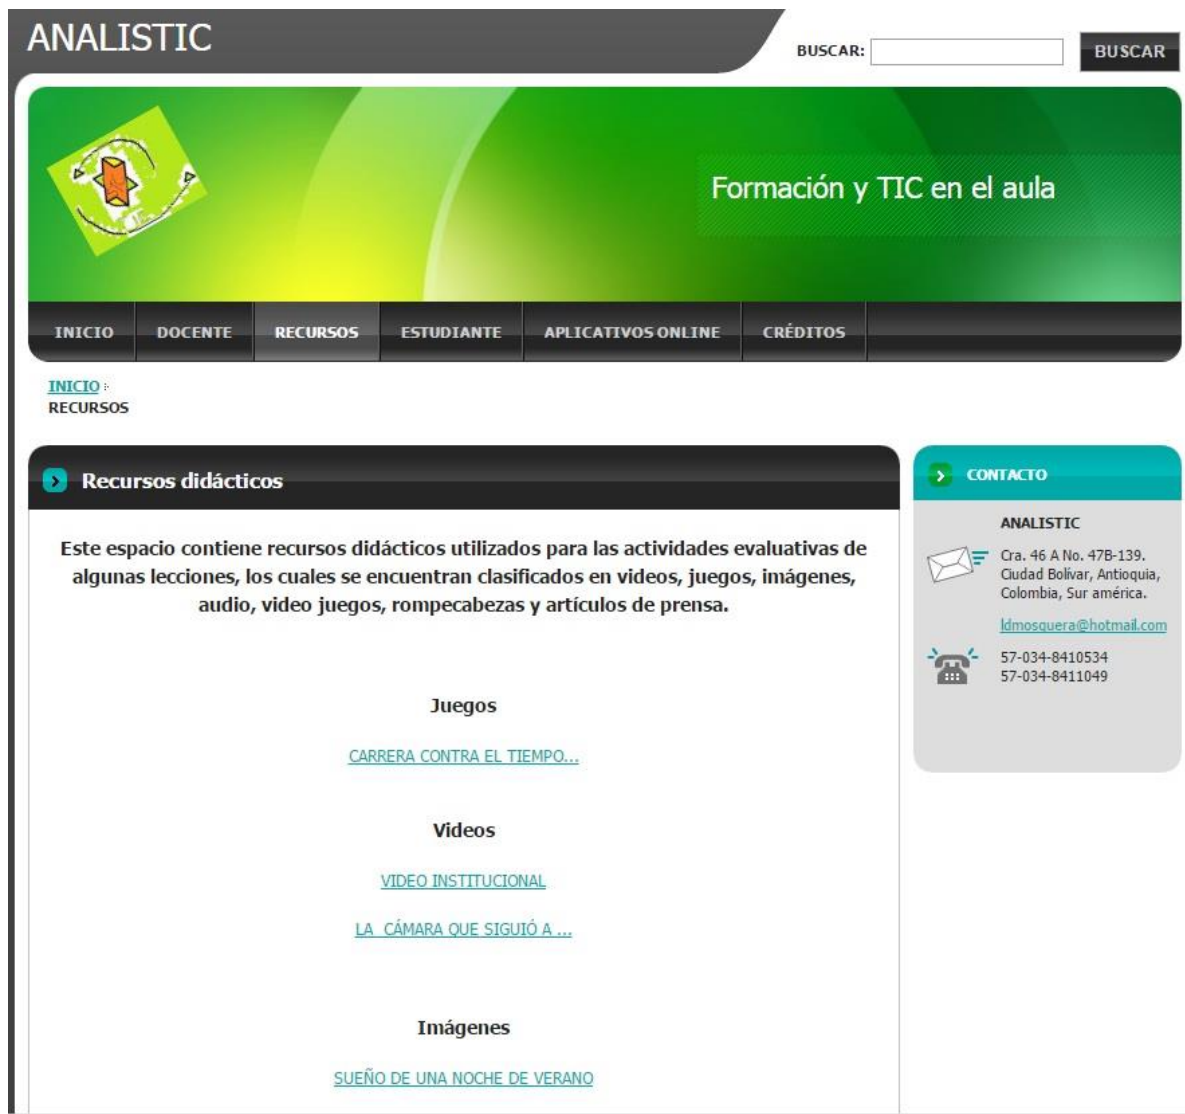 ANALISTIC
BUSCAR:
BUSCAR
Formación y TIC en el aula
INICIO DOCENTE RECURSOS ESTUDIANTE APLICATIVOS ONLINE CRÉDITOS
INICIO
RECURSOS
Recursos didácticos
Este espacio contiene recursos didácticos utilizados para las actividades evaluativas de
algunas lecciones, los cuales se encuentran clasificados en videos, juegos, imágenes,
audio, video juegos, rompecabezas y artículos de prensa.
Juegos
CARRERA CONTRA EL TIEMPO...
Videos
VIDEO INSTITUCIONAL
LA CÁMARA QUE SIGUIÓ A ...
Imágenes
SUEÑO DE UNA NOCHE DE VERANO
CONTACTO
ANALISTIC
Cra. 46 A No. 47B-139.
Ciudad Bolívar, Antioquia,
Colombia, Sur américa.
ldmosquera@hotmail.com
57-034-8410534
57-034-8411049